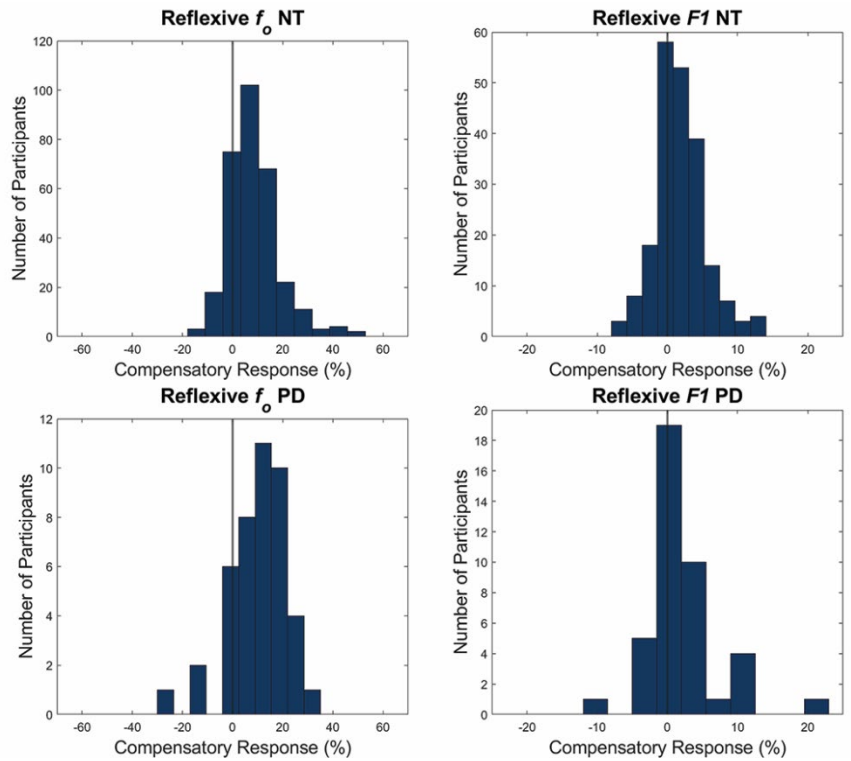 Reflexive fo NT
120
100
80
60
40
20
0
Number of Participants
-60 -40 -20 0 20 40 60
Compensatory Response (%)
Reflexive F1 NT
60
50
40
30
20
10
0
Number of Participants
-20 -10 0 10 20
Compensatory Response (%)
Reflexive fo PD
12
10
8
6
4
2
0
Number of Participants
-60 -40 -20 0 20 40 60
Compensatory Response (%)
Reflexive F1 PD
20
18
16
14
12
10
8
6
4
2
0
Number of Participants
-20 -10 0 10 20
Compensatory Response (%)